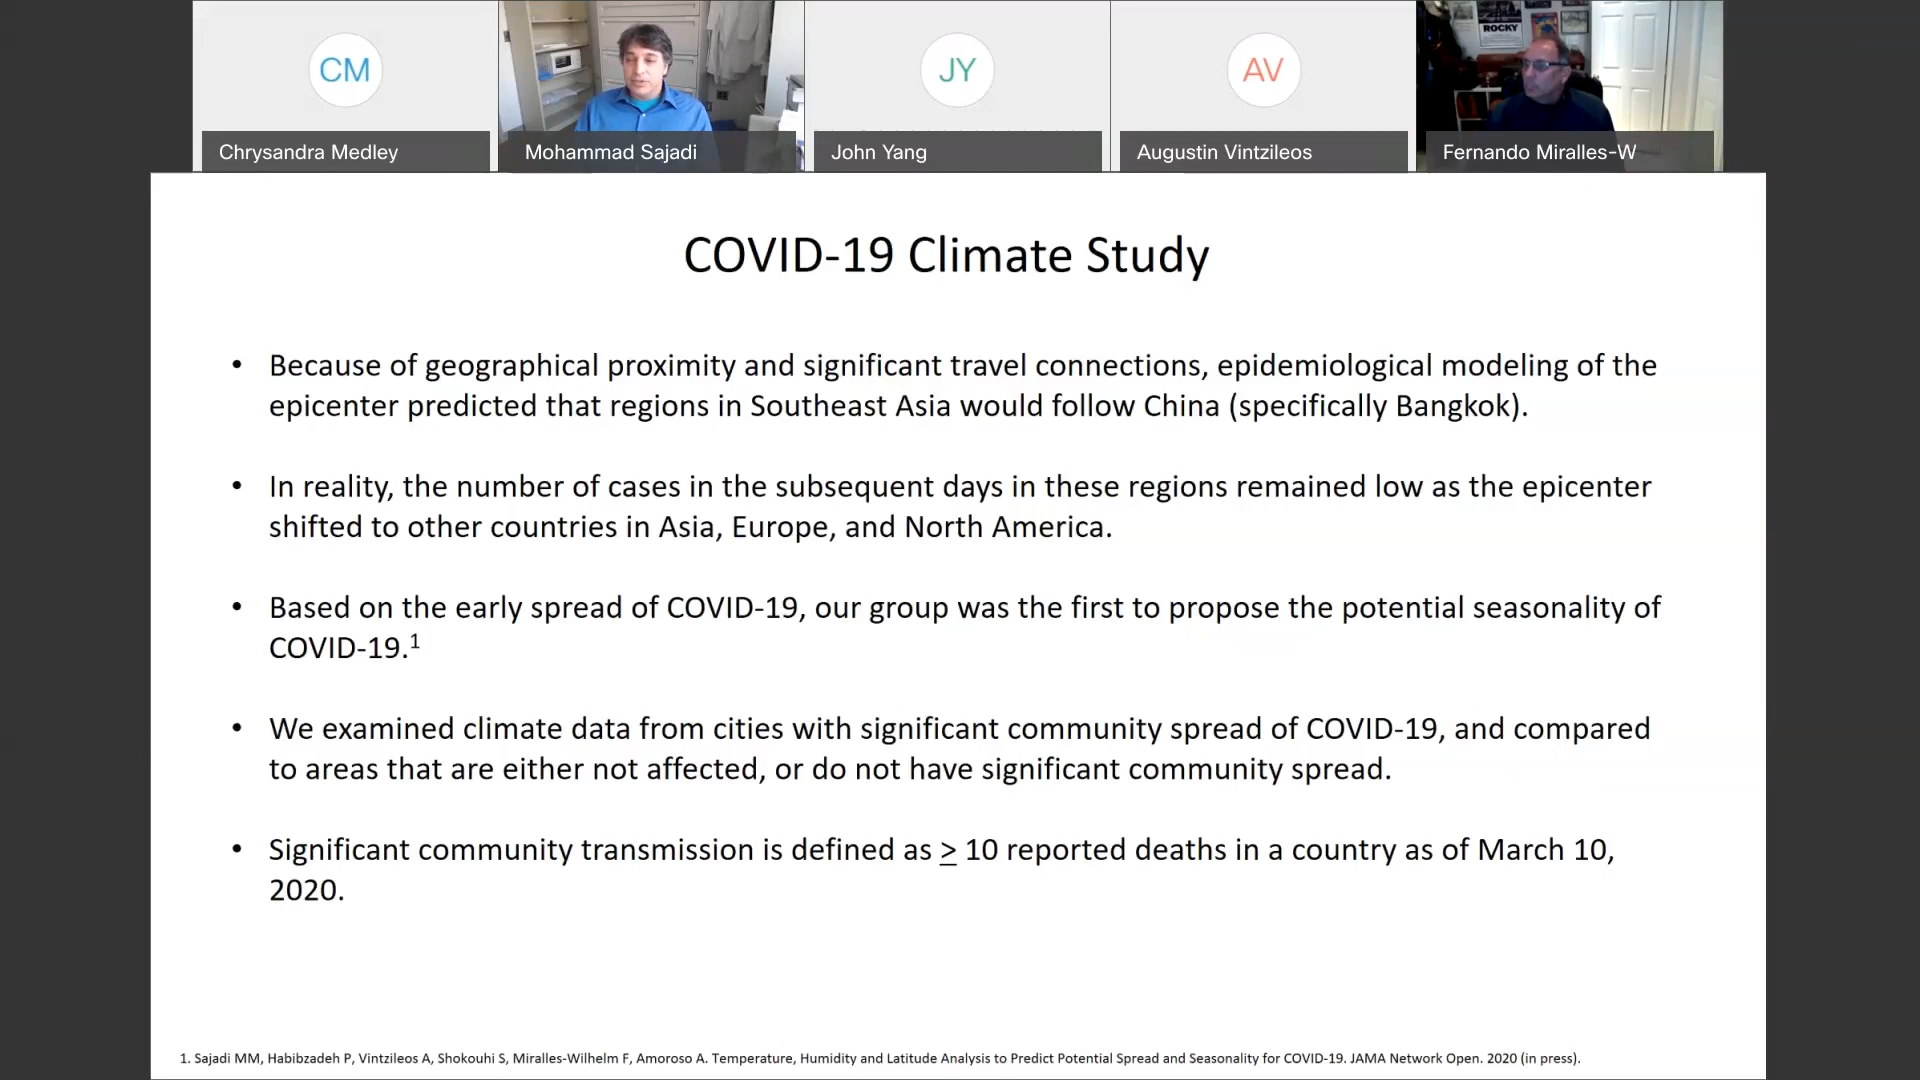 CM
JY
AV
ROCKY
Chrysandra Medley
Mohammad Sajadi
John Yang
Augustin Vintzileos
Fernando Miralles-W
COVID-19 Climate Study
• Because of geographical proximity and significant travel connections, epidemiological modeling of the
epicenter predicted that regions in Southeast Asia would follow China (specifically Bangkok).
• In reality, the number of cases in the subsequent days in these regions remained low as the epicenter
shifted to other countries in Asia, Europe, and North America.
• Based on the early spread of COVID-19, our group was the first to propose the potential seasonality of
COVID-19.¹
• We examined climate data from cities with significant community spread of COVID-19, and compared
to areas that are either not affected, or do not have significant community spread.
• Significant community transmission is defined as ≥ 10 reported deaths in a country as of March 10,
2020.
1. Sajadi MM, Habibzadeh P, Vintzileos A, Shokouhi S, Miralles-Wilhelm F, Amoroso A. Temperature, Humidity and Latitude Analysis to Predict Potential Spread and Seasonality for COVID-19. JAMA Network Open. 2020 (in press).